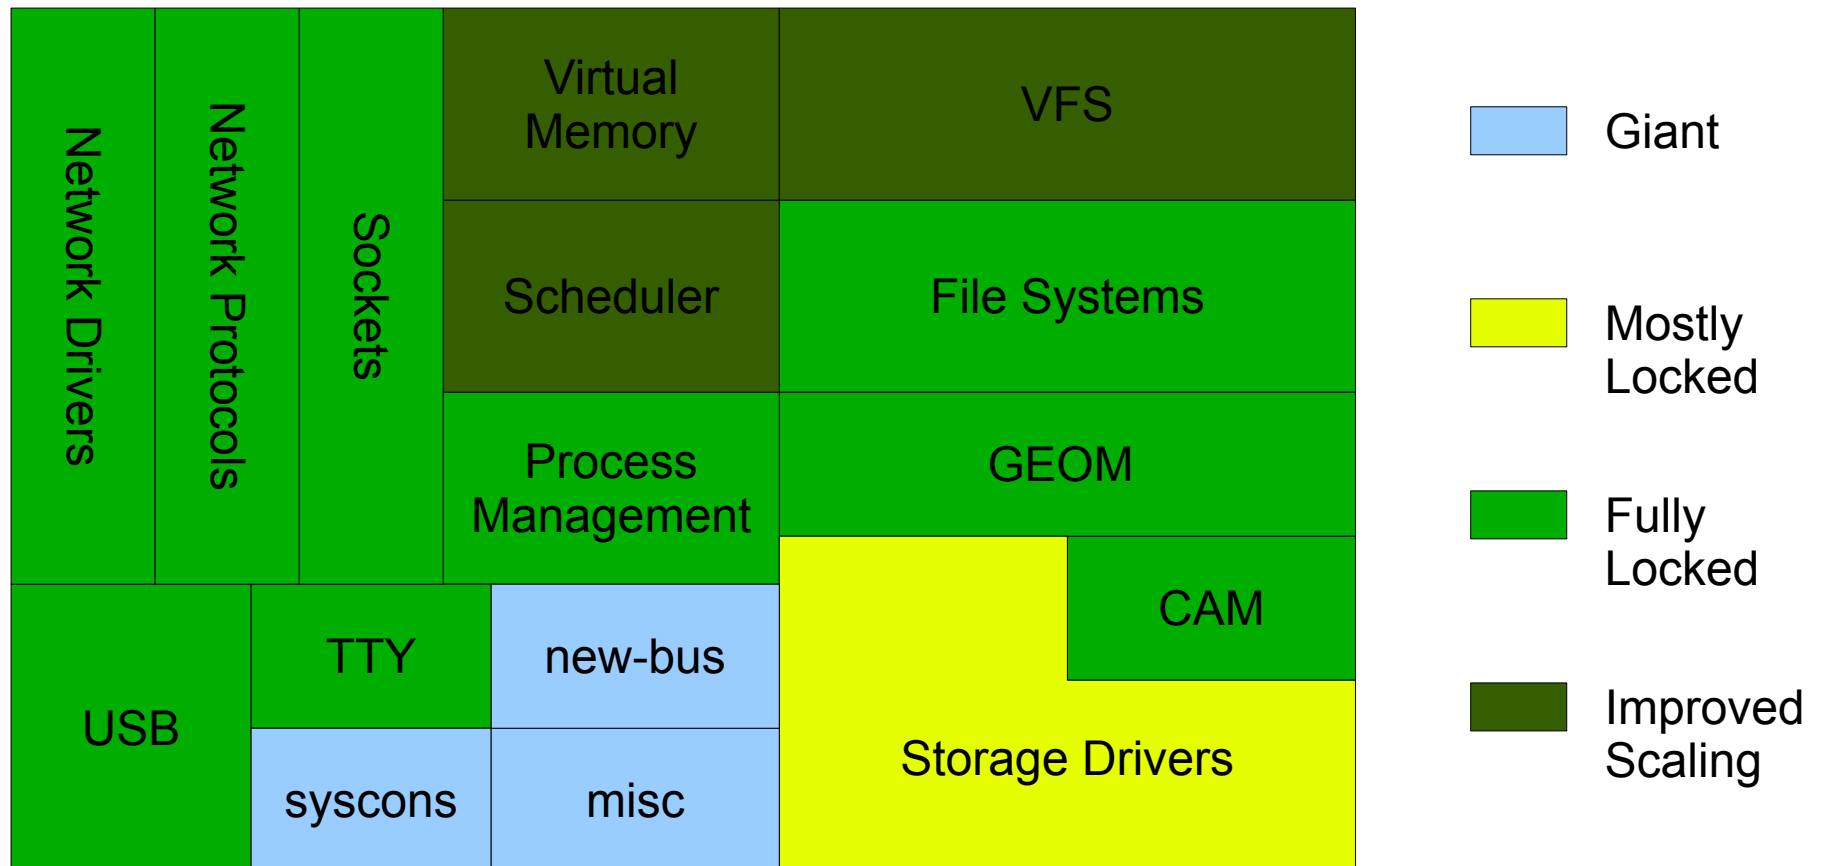 Network Drivers
Network Protocols
Sockets
Virtual
Memory
VFS
Scheduler
File Systems
Process
Management
GEOM
CAM
USB
TTY
new-bus
syscons
misc
Storage Drivers
Giant
Mostly
Locked
Fully
Locked
Improved
Scaling